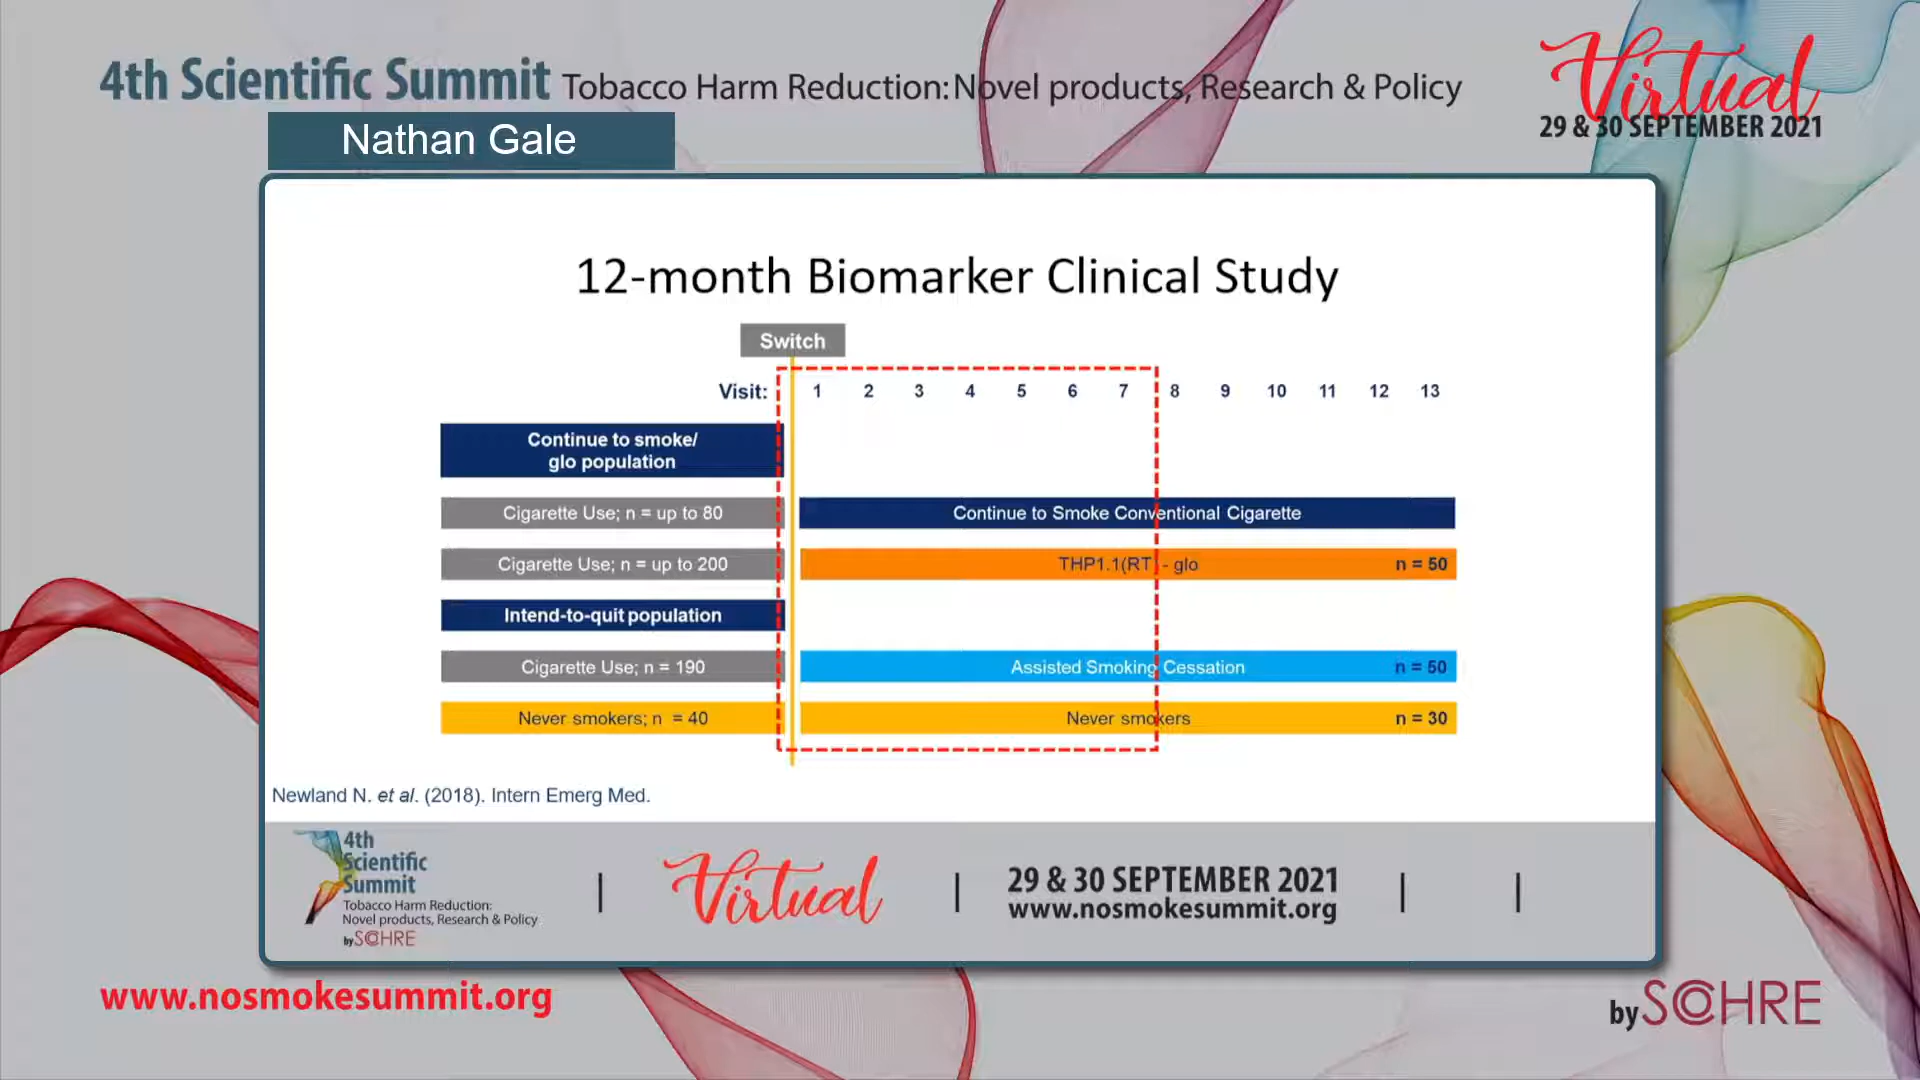 4th Scientific Summit Tobacco Harm Reduction: Novel products, Research & Policy
Virtual
29 & 30 SEPTEMBER 2021
Nathan Gale
12-month Biomarker Clinical Study
Switch
Visit: 1 2 3 4 5 6 7 8 9 10 11 12 13
Continue to smoke/
glo population
Cigarette Use; n = up to 80 Continue to Smoke Conventional Cigarette
Cigarette Use; n = up to 200 THP1.1(RT) - glo n = 50
Intend-to-quit population
Cigarette Use; n = 190 Assisted Smoking Cessation n = 50
Never smokers; n = 40 Never smokers n = 30
Newland N. et al. (2018). Intern Emerg Med.
4th
Scientific
Summit
Tobacco Harm Reduction:
Novel products, Research & Policy
by SCOHRE
Virtual
29 & 30 SEPTEMBER 2021
www.nosmokesummit.org
www.nosmokesummit.org
by SCOHRE